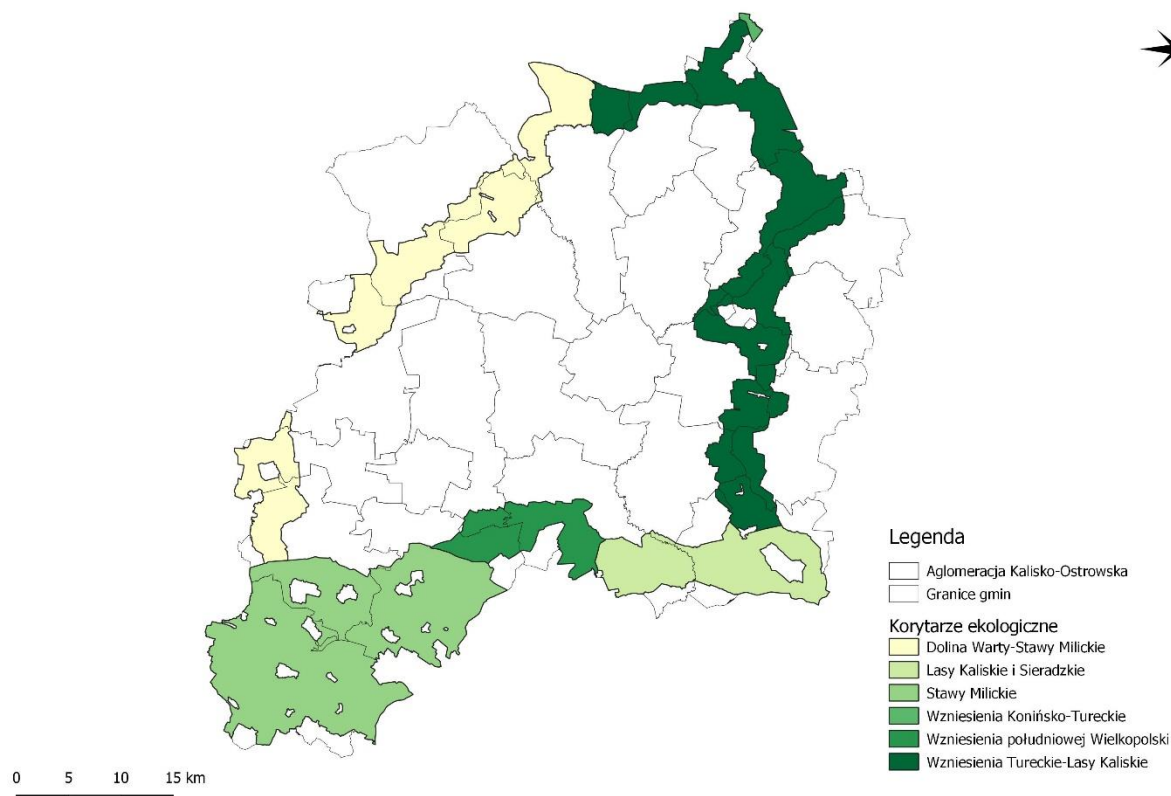 Legenda
Aglomeracja Kalisko-Ostrowska
Granice gmin
Korytarze ekologiczne
Dolina Warty-Stawy Milickie
Lasy Kaliskie i Sieradzkie
Stawy Milickie
Wzniesienia Konińsko-Tureckie
Wzniesienia południowej Wielkopolski
Wzniesienia Tureckie-Lasy Kaliskie
0 5 10 15 km